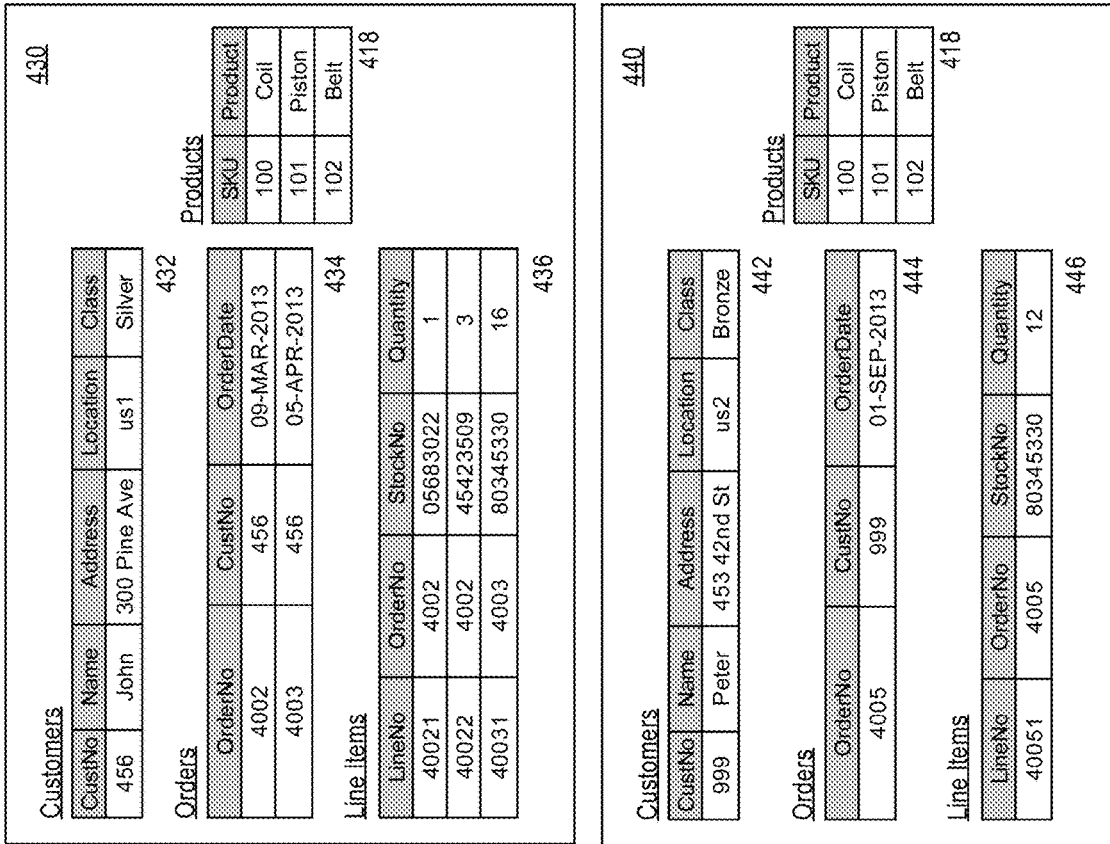 430
Customers
CustNo Name Address Location Class
456 John 300 Pine Ave us1 Silver
432
Orders
OrderNo CustNo OrderDate
4002 456 09-MAR-2013
4003 456 05-APR-2013
434
Line Items
LineNo OrderNo StockNo Quantity
40021 4002 05683022 1
40022 4002 45423509 3
40031 4003 80345330 16
436
Products
SKU Product
100 Coil
101 Piston
102 Belt
418
440
Customers
CustNo Name Address Location Class
999 Peter 453 42nd St us2 Bronze
442
Orders
OrderNo CustNo OrderDate
4005 999 01-SEP-2013
444
Line Items
LineNo OrderNo StockNo Quantity
40051 4005 80345330 12
446
Products
SKU Product
100 Coil
101 Piston
102 Belt
418